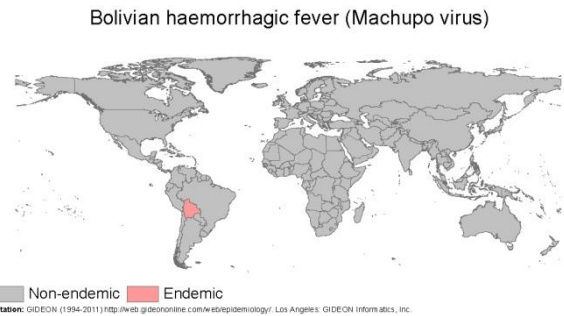 Bolivian haemorrhagic fever (Machupo virus)
Non-endemic Endemic
tation: GIDEON (1994-2011) http://web.gideononline.com/web/epidemiology/. Los Angeles: GIDEON Informatics, Inc.